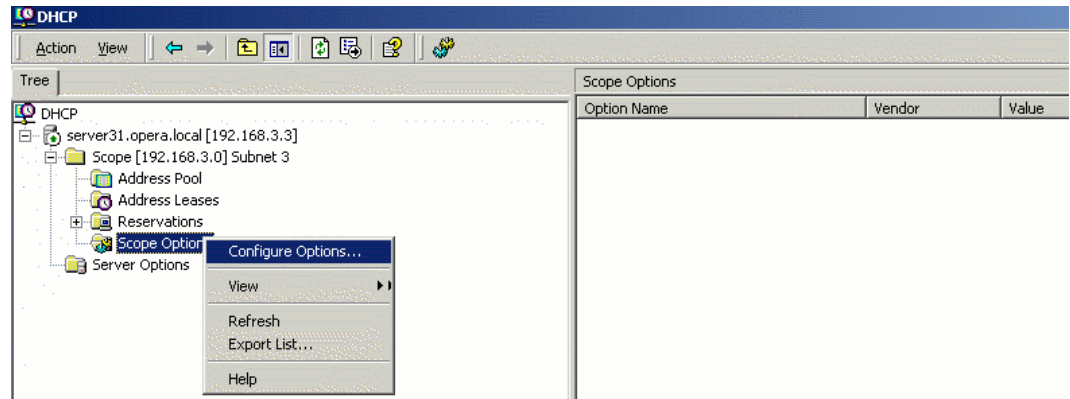 DHCP
Action View
Tree
Scope Options
Option Name Vendor Value
DHCP
server31.opera.local [192.168.3.3]
Scope [192.168.3.0] Subnet 3
Address Pool
Address Leases
Reservations
Scope Option
Server Options
Configure Options...
View
Refresh
Export List...
Help